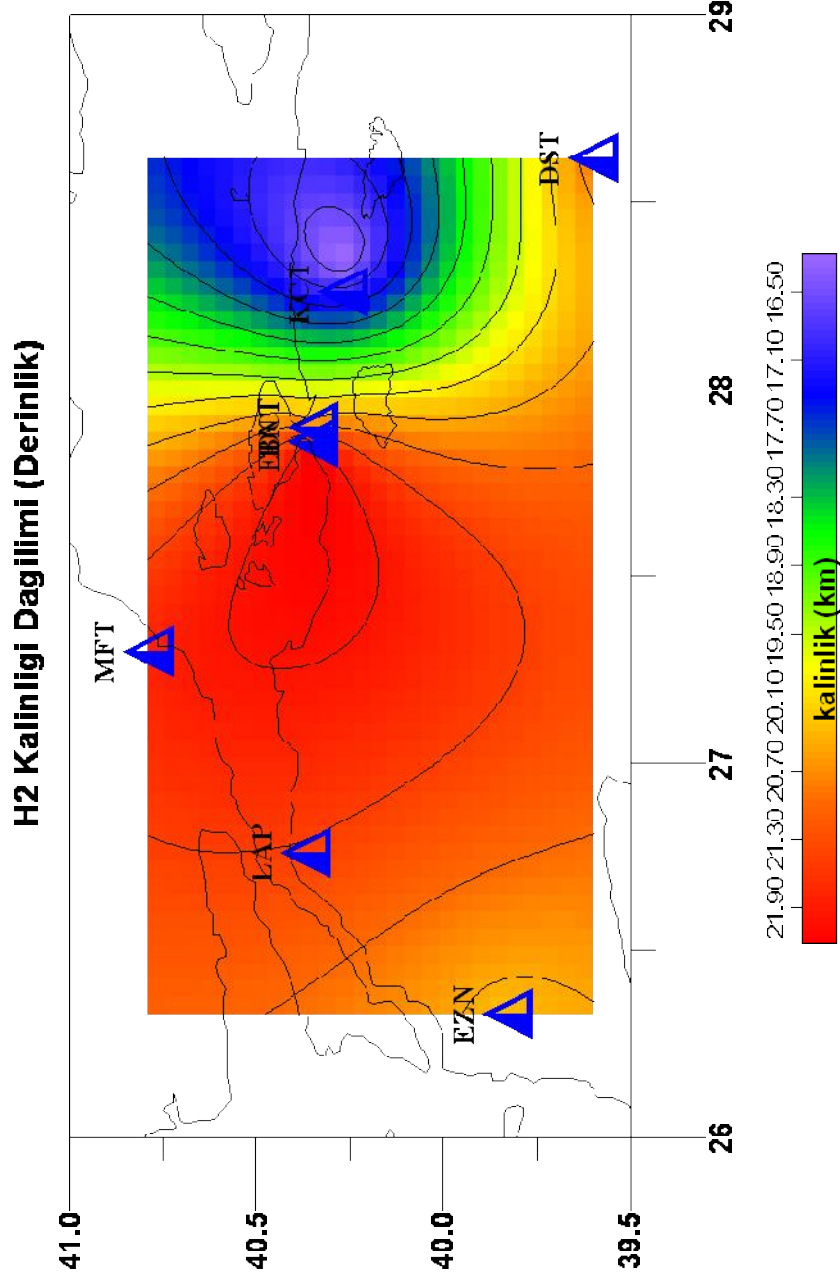 H2 Kalinligi Dagilimi (Derinlik)
41.0
MFT
40.5
LAP
KCT
40.0
EZN
DST
39.5
26 27 28 29
21.90 21.30 20.70 20.10 19.50 18.90 18.30 17.70 17.10 16.50
kalinlik (km)